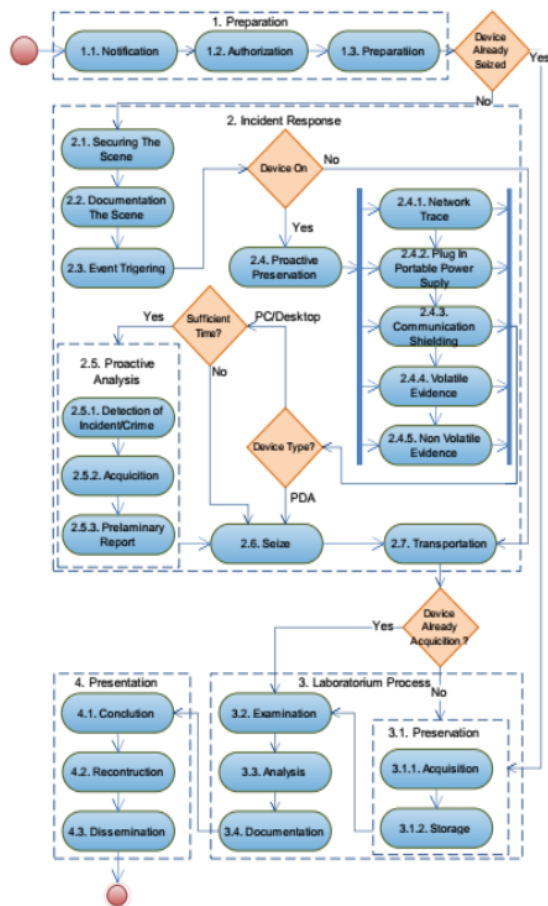 1. Preparation
1.1. Notification
1.2. Authorization
1.3. Preparatiion
Device
Already
Seized
Yes
No
2. Incident Response
2.1. Securing The
Scene
Device On
No
2.2.
Documentation
The Scene
2.4.1. Network
Trace
Yes
2.3. Event Trigering
2.4. Proactive
Preservation
2.4.2. Plug In
Portable Power
Suply
Yes
Sufficient
Time?
PC/Desktop
2.4.3.
Communication
Shielding
2.5. Proactive
Analysis
No
2.4.4. Volatile
Evidence
2.5.1. Detection of
Incident/Crime
Device Type?
2.4.5. Non Volatile
Evidence
2.5.2. Acquicition
PDA
2.5.3. Prelaminary
Report
2.6. Seize
2.7. Transportation
Device
Already
Acquicition ?
Yes
No
4. Presentation
3. Laboratorium Process
4.1. Conclution
3.2. Examination
3.1. Preservation
4.2. Recontruction
3.3. Analysis
3.1.1. Acquisition
4.3. Dissemination
3.4. Documentation
3.1.2. Storage